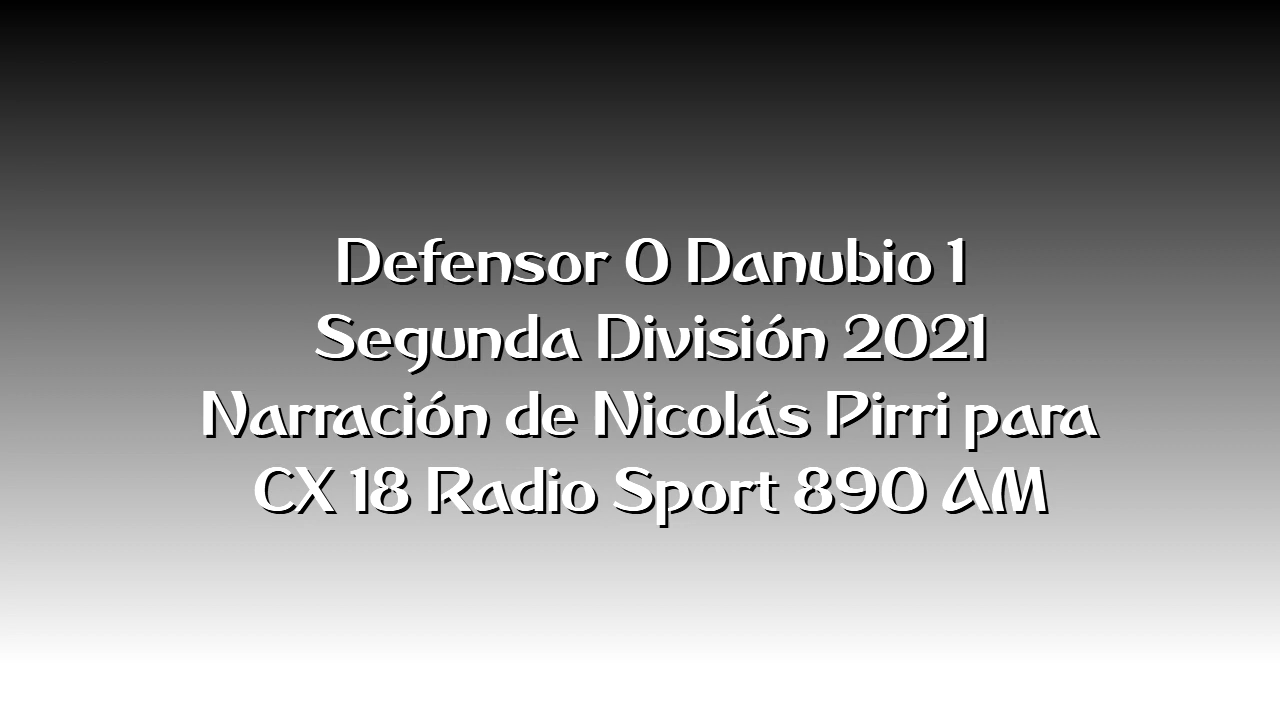 Defensor 0 Danubio 1
Segunda División 2021
Narración de Nicolás Pirri para
CX 18 Radio Sport 890 AM